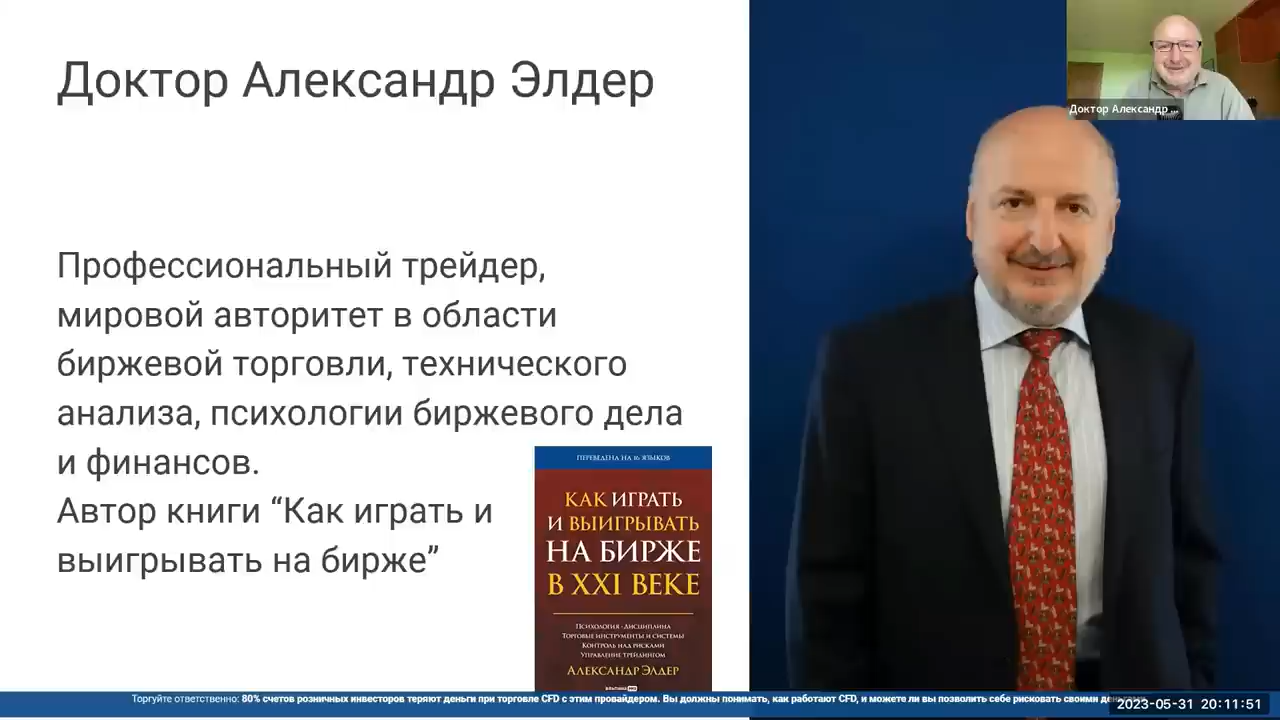 Доктор Александр Элдер
Доктор Александр ...
Профессиональный трейдер,
мировой авторитет в области
биржевой торговли, технического
анализа, психологии биржевого дела
и финансов.
Автор книги “Как играть и
выигрывать на бирже”
ПЕРЕВЕДЕНА НА 16 ЯЗЫКОВ
КАК ИГРАТЬ
И ВЫИГРЫВАТЬ
НА БИРЖЕ
В XXI ВЕКЕ
ПСИХОЛОГИЯ · ДИСЦИПЛИНА
ТОРГОВЫЕ ИНСТРУМЕНТЫ И СИСТЕМЫ
КОНТРОЛЬ НАД РИСКАМИ
УПРАВЛЕНИЕ ТРЕЙДИНГОМ
АЛЕКСАНДР ЭЛДЕР
Торгуйте ответственно: 80% счетов розничных инвесторов теряют деньги при торговле CFD с этим провайдером. Вы должны понимать, как работают CFD, и можете ли вы позволить себе рисковать своими
2023-05-31 20:11:51